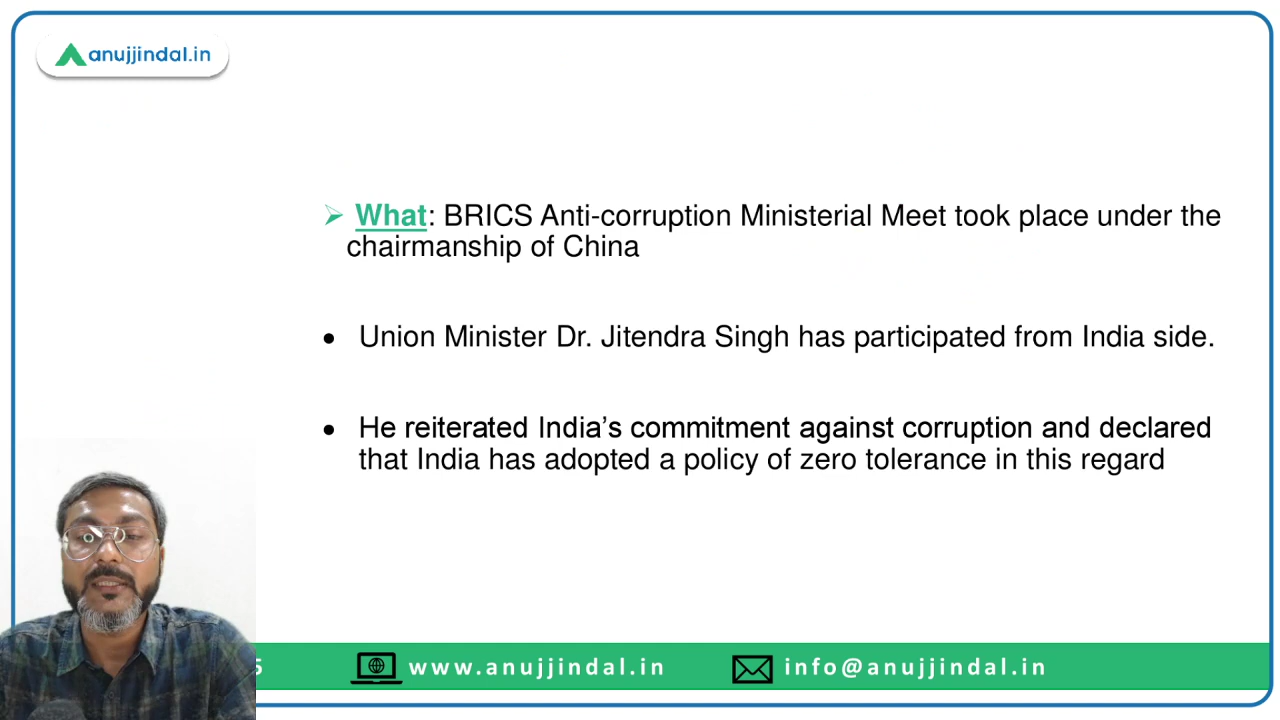 anujjindal.in
What: BRICS Anti-corruption Ministerial Meet took place under the
chairmanship of China
Union Minister Dr. Jitendra Singh has participated from India side.
He reiterated India’s commitment against corruption and declared
that India has adopted a policy of zero tolerance in this regard
www.anujjindal.in
info@anujjindal.in